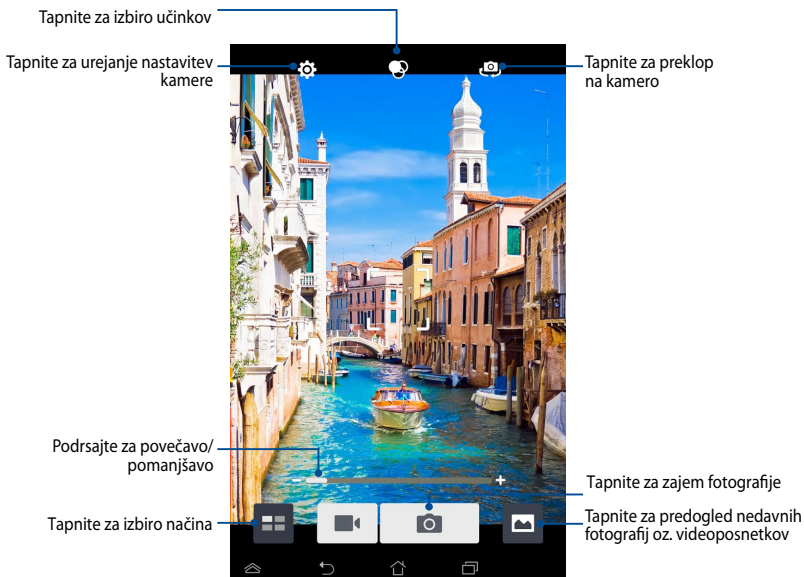 Tapnite za izbiro učinkov
Tapnite za urejanje nastavitev
kamere
Tapnite za preklop
na kamero
Podrsajte za povečavo/
pomanjšavo
Tapnite za zajem fotografije
Tapnite za izbiro načina
Tapnite za predogled nedavnih
fotografij oz. videoposnetkov